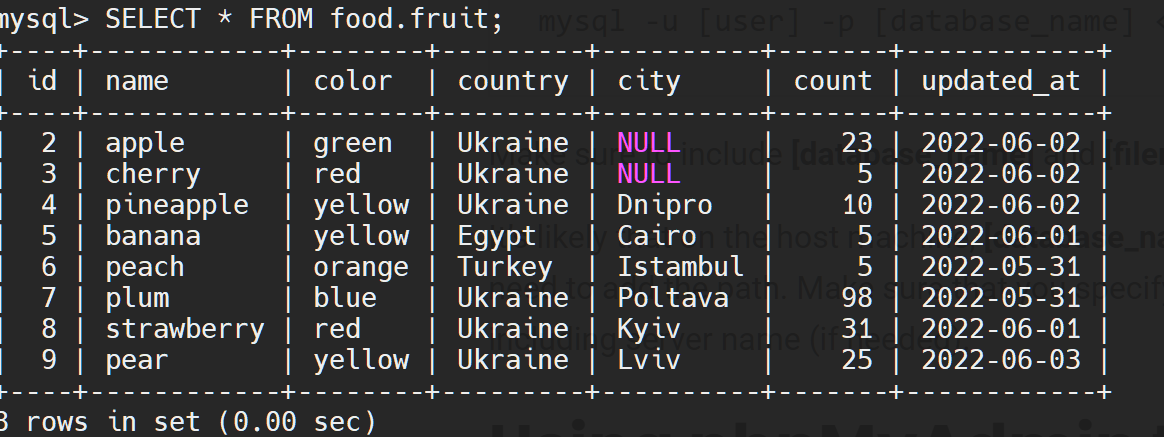 mysql> SELECT * FROM food.fruit;
mysql -u [user] -p [database_name] <
+----+------------+--------+---------+----------+-------+------------+
| id | name       | color  | country | city     | count | updated_at |
+----+------------+--------+---------+----------+-------+------------+
|  2 | apple      | green  | Ukraine | NULL     |    23 | 2022-06-02 |
|  3 | cherry     | red    | Ukraine | NULL     |     5 | 2022-06-02 |
|  4 | pineapple  | yellow | Ukraine | Dnipro   |    10 | 2022-06-02 |
|  5 | banana     | yellow | Egypt   | Cairo    |     5 | 2022-06-01 |
|  6 | peach      | orange | Turkey  | Istambul |     5 | 2022-05-31 |
|  7 | plum       | blue   | Ukraine | Poltava  |    98 | 2022-05-31 |
|  8 | strawberry | red    | Ukraine | Kyiv     |    31 | 2022-06-01 |
|  9 | pear       | yellow | Ukraine | Lviv     |    25 | 2022-06-03 |
+----+------------+--------+---------+----------+-------+------------+
8 rows in set (0.00 sec)